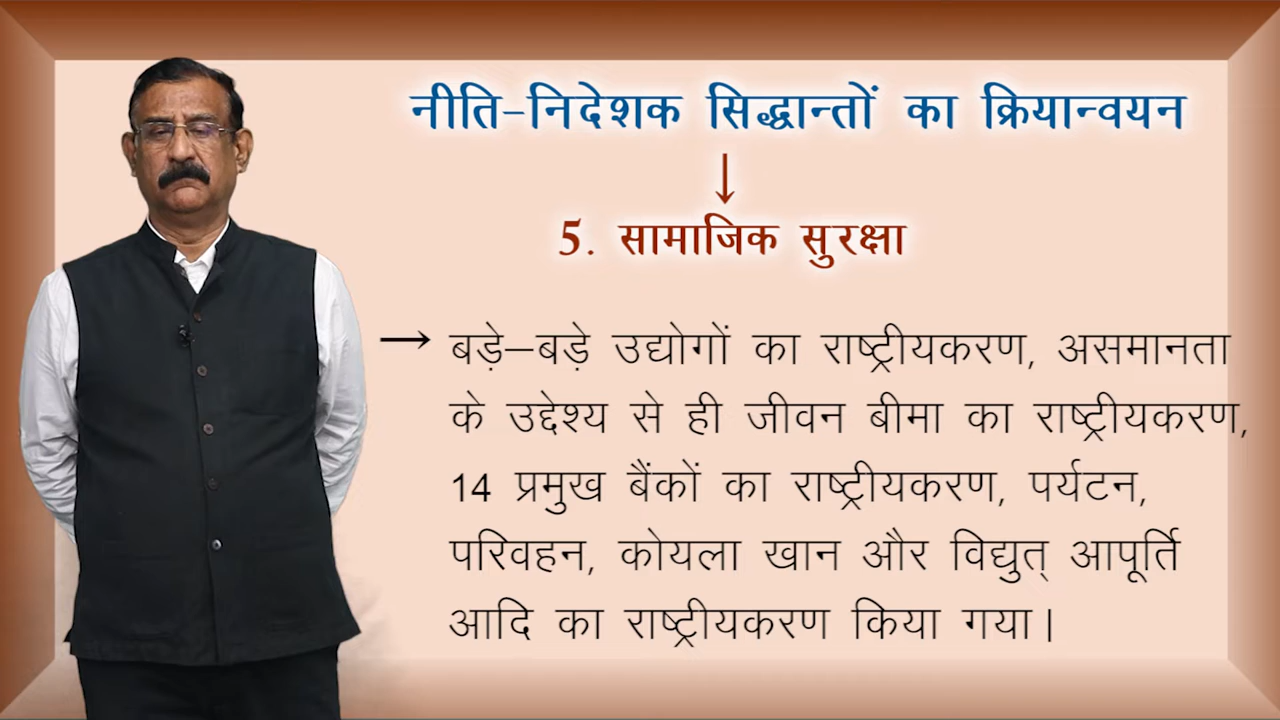 नीति-निदेशक सिद्धान्तों का क्रियान्वयन
↓
5. सामाजिक सुरक्षा
→ बड़े–बड़े उद्योगों का राष्ट्रीयकरण, असमानता
के उद्देश्य से ही जीवन बीमा का राष्ट्रीयकरण,
14 प्रमुख बैंकों का राष्ट्रीयकरण, पर्यटन,
परिवहन, कोयला खान और विद्युत् आपूर्ति
आदि का राष्ट्रीयकरण किया गया।